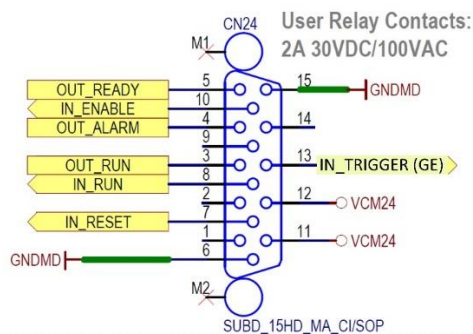 CN24
User Relay Contacts:
2A 30VDC/100VAC
M1
OUT_READY 5 15 GNDMD
IN_ENABLE 10
OUT_ALARM 4 14
9
OUT_RUN 3 13 IN_TRIGGER (GE)
IN_RUN 8
2 12 VCM24
IN_RESET 7
1 11 VCM24
GNDMD 6
M2
SUBD_15HD_MA_CI/SOP